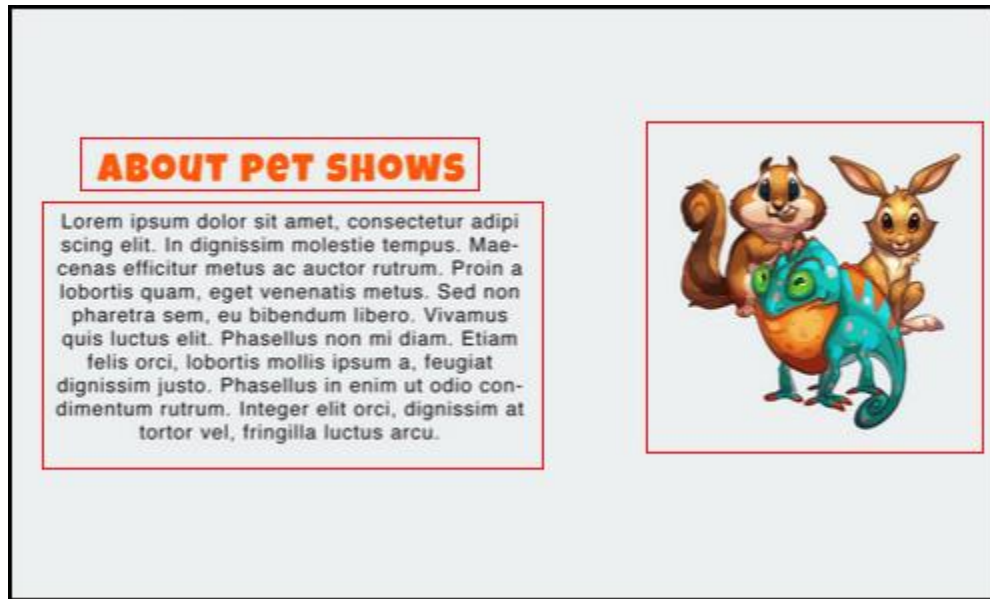 ABOUT PET SHOWS
Lorem ipsum dolor sit amet, consectetur adipi
scing elit. In dignissim molestie tempus. Mae-
cenas efficitur metus ac auctor rutrum. Proin a
lobortis quam, eget venenatis metus. Sed non
pharetra sem, eu bibendum libero. Vivamus
quis luctus elit. Phasellus non mi diam. Etiam
felis orci, lobortis mollis ipsum a, feugiat
dignissim justo. Phasellus in enim ut odio con-
dimentum rutrum. Integer elit orci, dignissim at
tortor vel, fringilla luctus arcu.